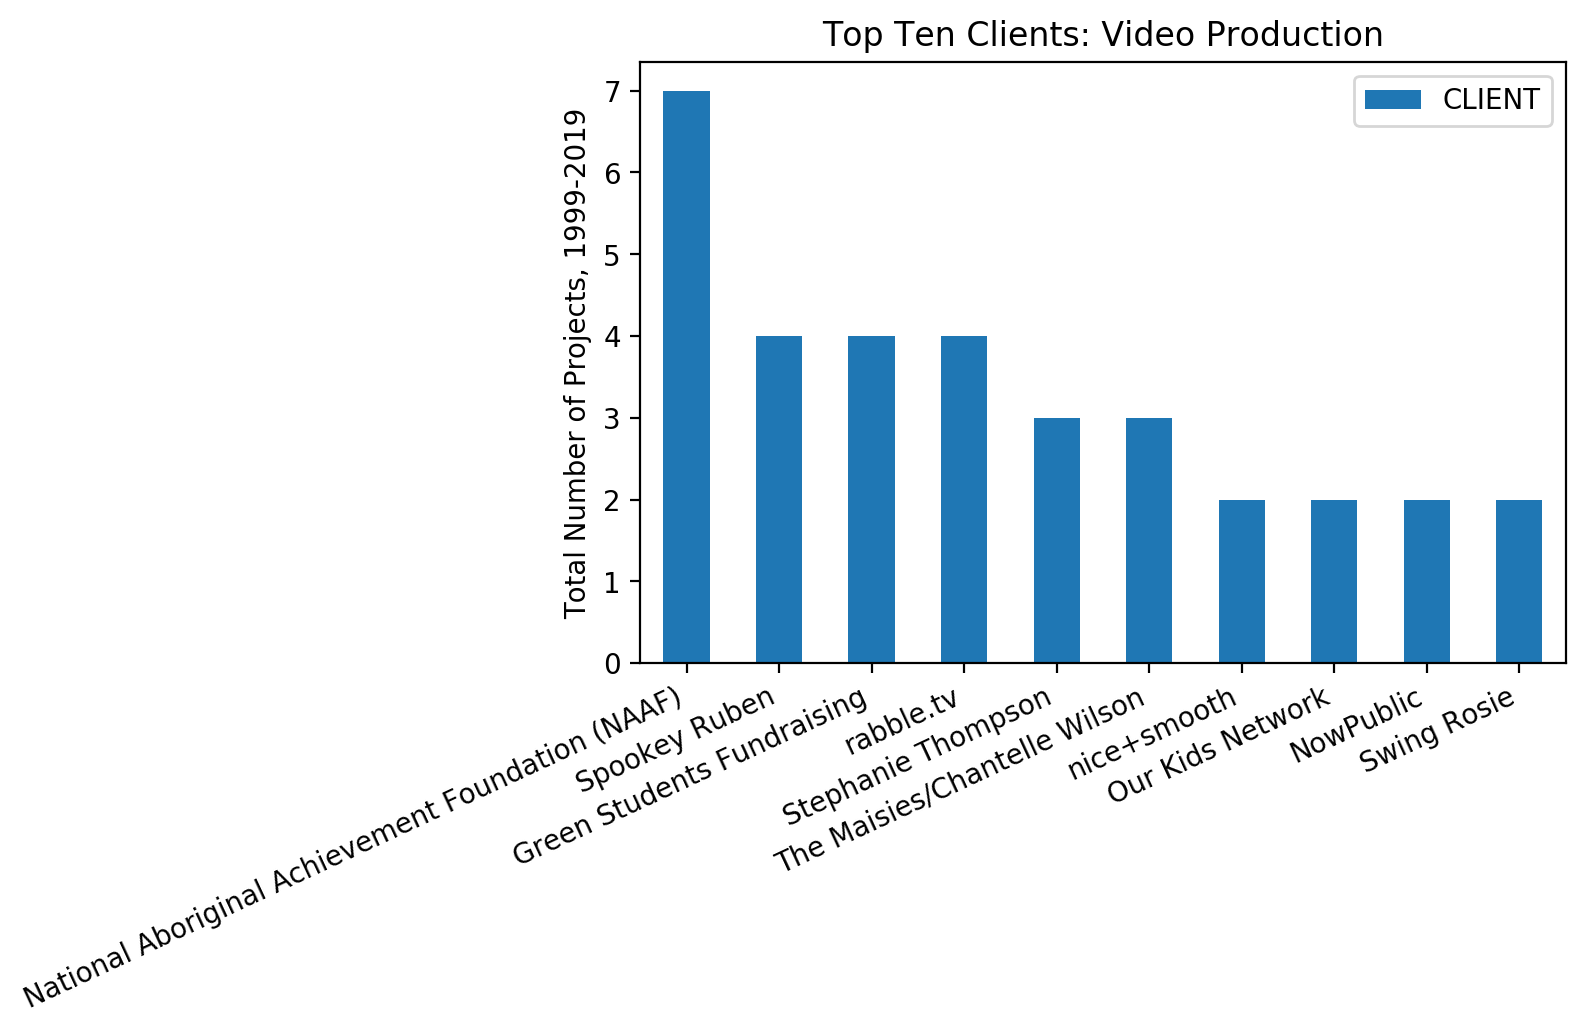 Top Ten Clients: Video Production
CLIENT
Total Number of Projects, 1999-2019
7
6
5
4
3
2
1
0
National Aboriginal Achievement Foundation (NAAF)
Spookey Ruben
Green Students Fundraising
rabble.tv
Stephanie Thompson
The Maisies/Chantelle Wilson
nice+smooth
Our Kids Network
NowPublic
Swing Rosie